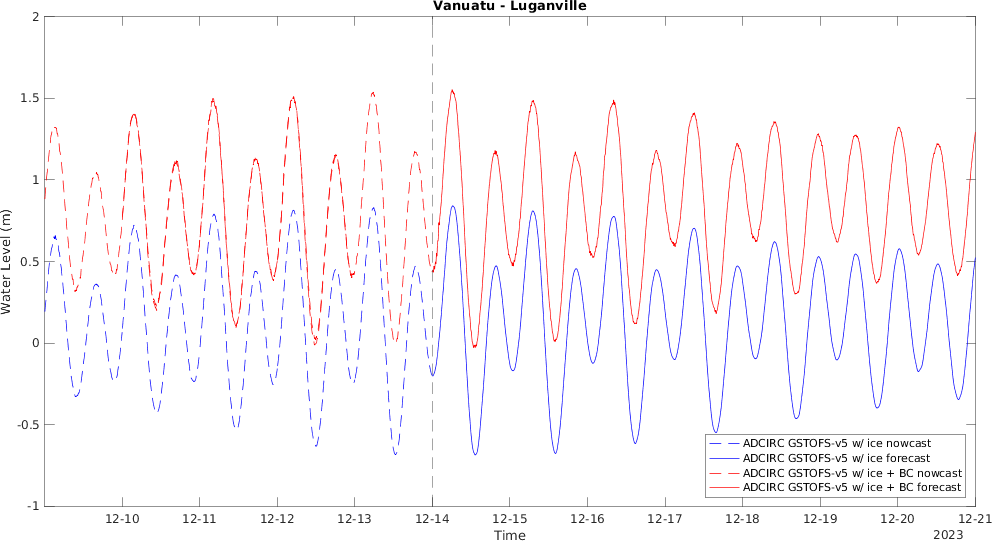 Vanuatu - Luganville
2
1.5
1
0.5
0
-0.5
-1
Water Level (m)
ADCIRC GSTOFS-v5 w/ ice nowcast
ADCIRC GSTOFS-v5 w/ ice forecast
ADCIRC GSTOFS-v5 w/ ice + BC nowcast
ADCIRC GSTOFS-v5 w/ ice + BC forecast
12-10 12-11 12-12 12-13 12-14 12-15 12-16 12-17 12-18 12-19 12-20 12-21
Time
2023